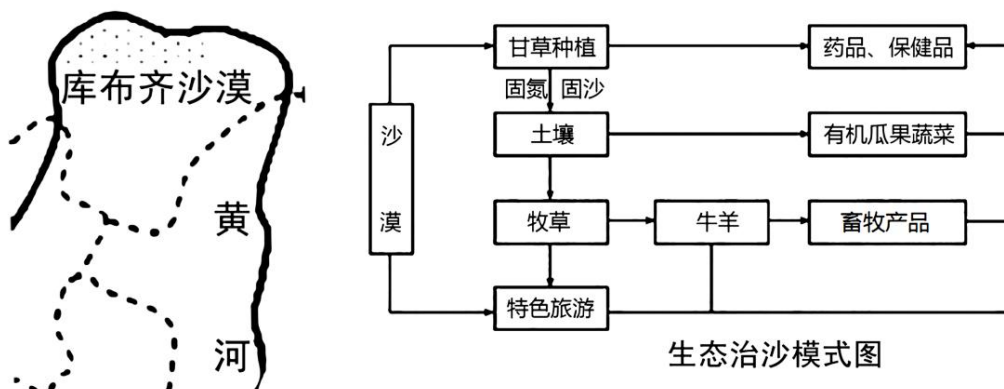 库布齐沙漠
黄
河
沙
漠
甘草种植
药品、保健品
固氮 固沙
土壤
有机瓜果蔬菜
牧草
牛羊
畜牧产品
特色旅游
生态治沙模式图